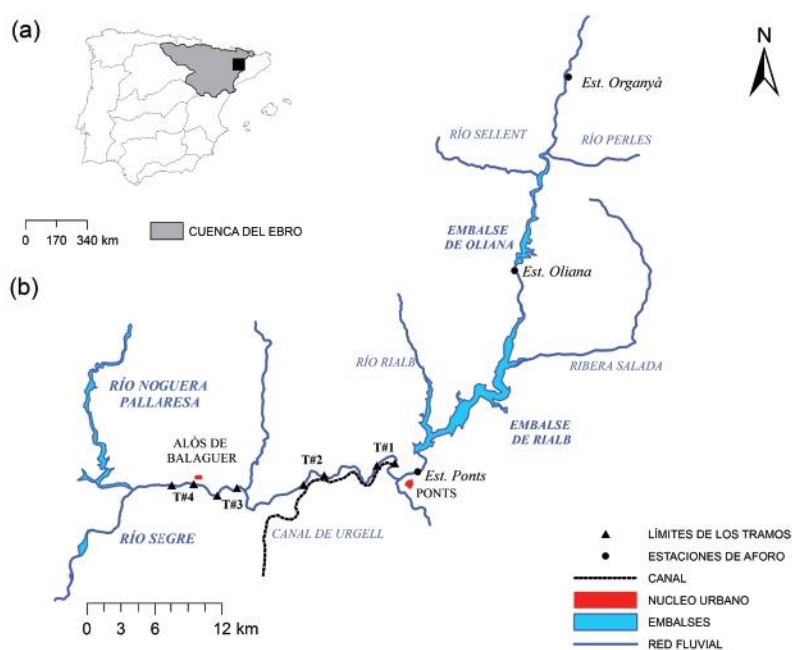 (a)
Est. Organyà
RÍO SELLENT
RÍO PERLES
0 170 340 km
CUENCA DEL EBRO
EMBALSE
DE OLIANA
Est. Oliana
(b)
RÍO NOGUERA
PALLARESA
RÍO RIALB
RIBERA SALADA
EMBALSE
DE RIALB
ALÒS DE
BALAGUER
T#1
T#2
T#3
T#4
Est. Ponts
PONTS
RÍO SEGRE
CANAL DE URGELL
LÍMITES DE LOS TRAMOS
ESTACIONES DE AFORO
CANAL
NUCLEO URBANO
EMBALSES
RED FLUVIAL
0 3 6 12 km
N